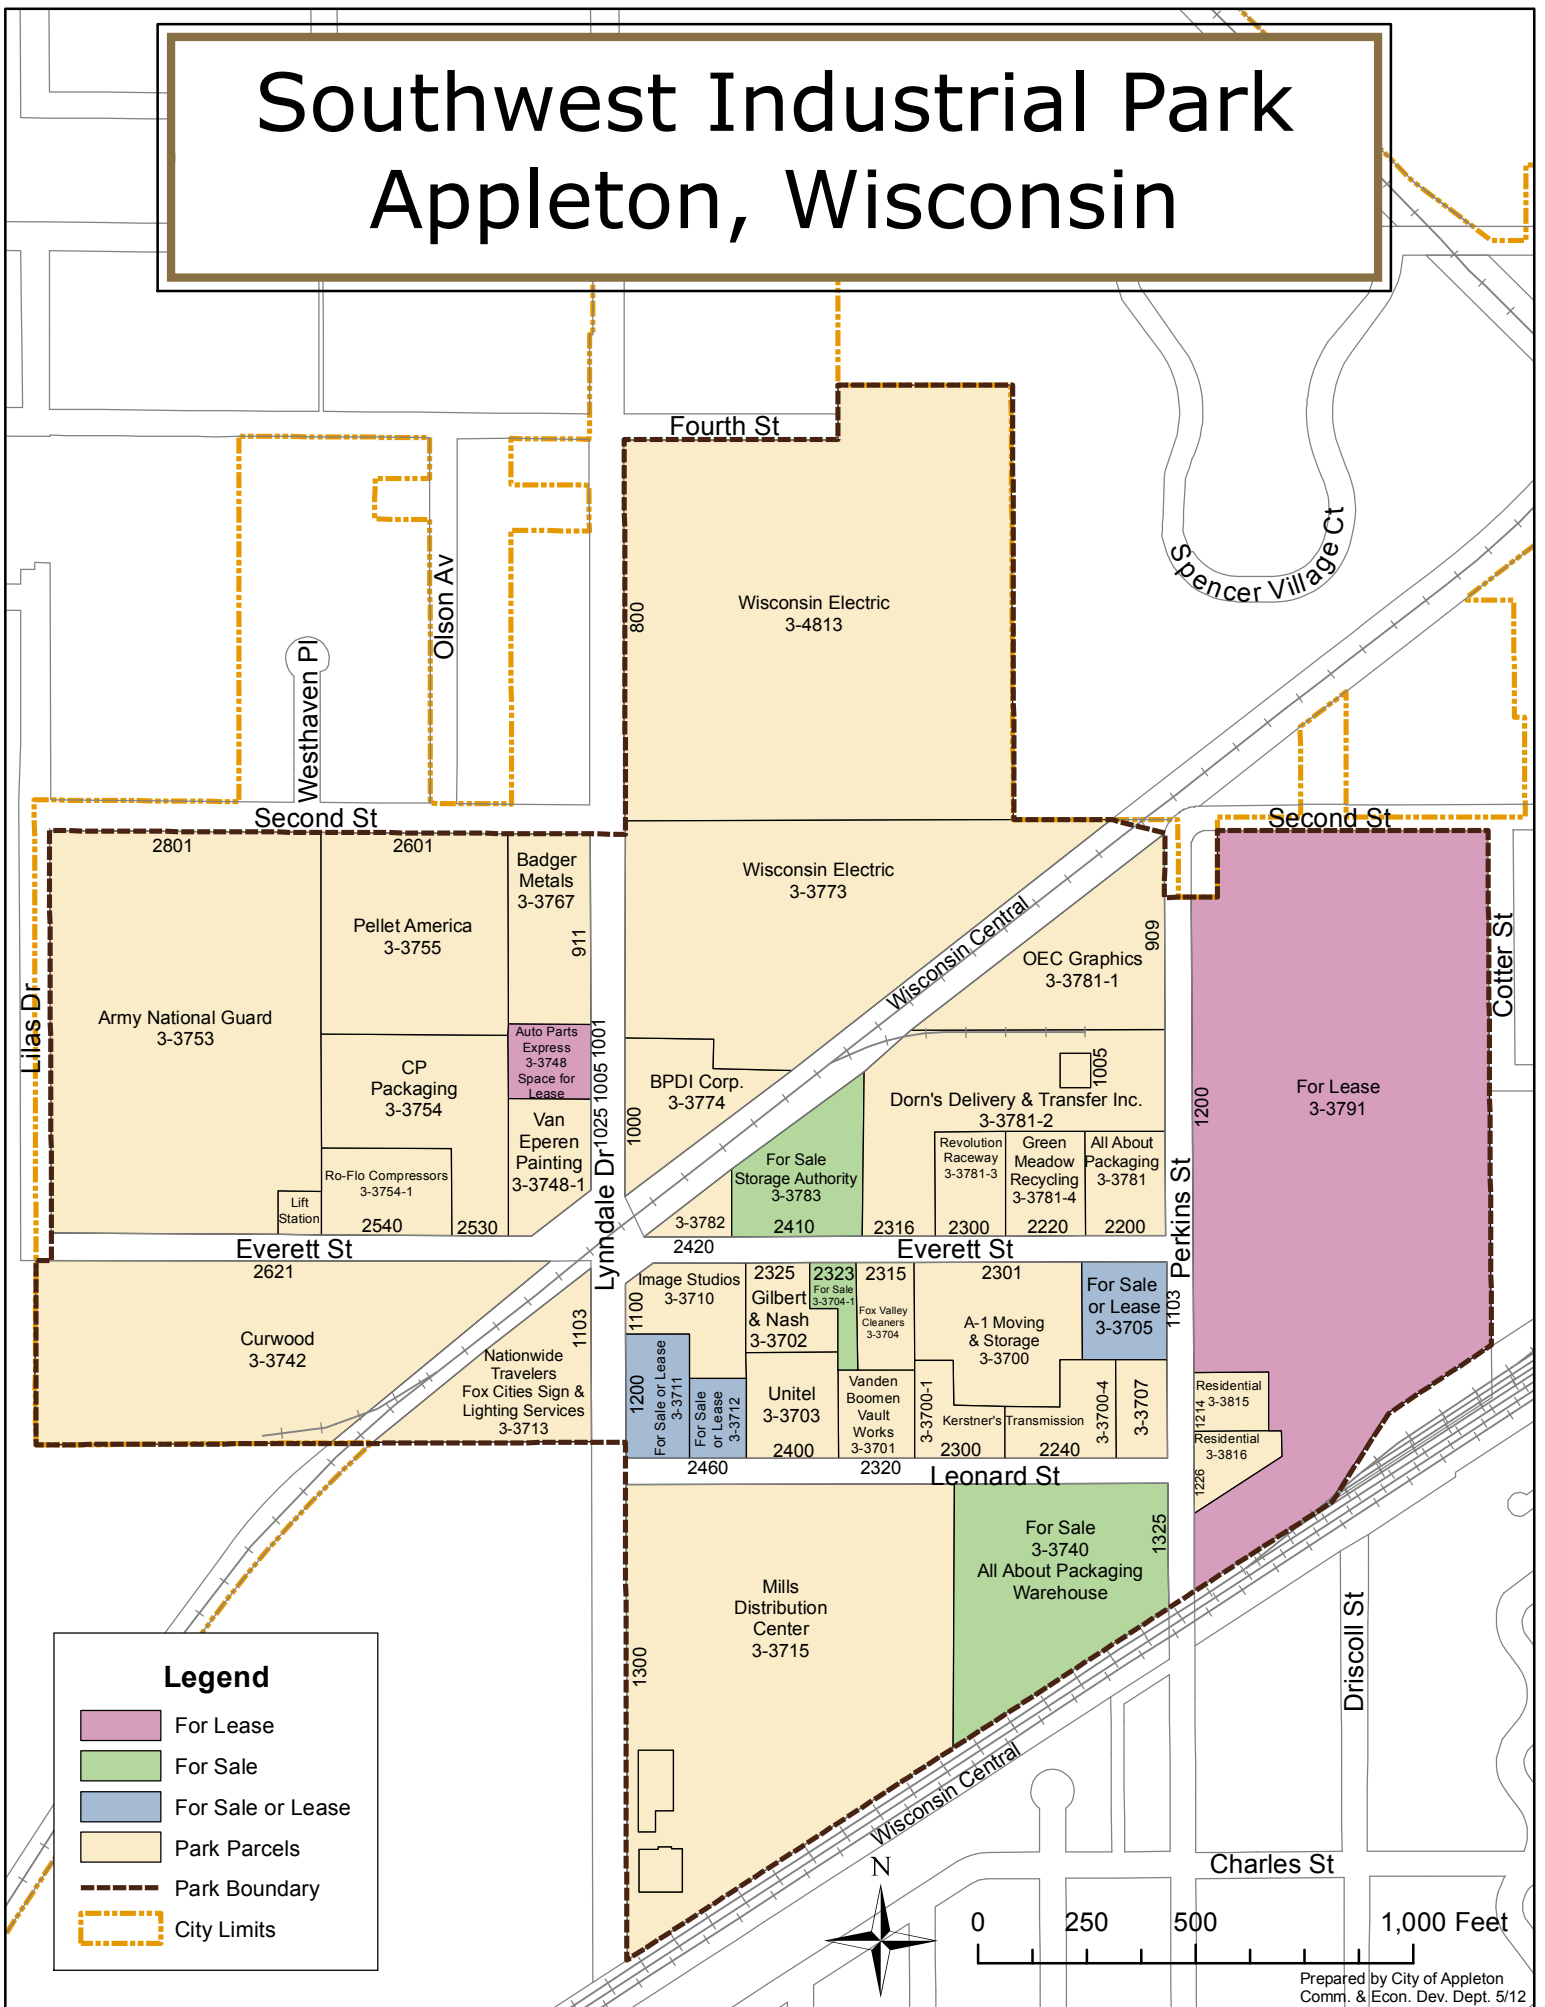 Southwest Industrial Park
Appleton, Wisconsin
Fourth St
Spencer Village Ct
Olson Av
Westhaven Pl
800
Wisconsin Electric
3-4813
Second St
Second St
2801
2601
Badger
Metals
3-3767
911
Pellet America
3-3755
Wisconsin Electric
3-3773
Wisconsin Central
909
OEC Graphics
3-3781-1
Cotter St
Lilas Dr
Army National Guard
3-3753
Auto Parts
Express
3-3748
Space for
Lease
1001
1005
1025
CP
Packaging
3-3754
BPDI Corp.
3-3774
1000
1005
Dorn's Delivery & Transfer Inc.
3-3781-2
1200
For Lease
3-3791
Van
Eperen
Painting
3-3748-1
Ro-Flo Compressors
3-3754-1
Lift
Station
2540
2530
For Sale
Storage Authority
3-3783
2410
3-3782
2420
Revolution
Raceway
3-3781-3
Green
Meadow
Recycling
3-3781-4
All About
Packaging
3-3781
2316
2300
2220
2200
Everett St
Everett St
Lynndale Dr
Perkins St
2621
Curwood
3-3742
1103
Nationwide
Travelers
Fox Cities Sign &
Lighting Services
3-3713
Image Studios
3-3710
1100
2325
Gilbert
& Nash
3-3702
2323
For Sale
3-3704-1
2315
Fox Valley
Cleaners
3-3704
2301
A-1 Moving
& Storage
3-3700
For Sale
or Lease
3-3705
1103
1200
For Sale or Lease
3-3711
For Sale
or Lease
3-3712
Unitel
3-3703
2400
Vanden
Boomen
Vault
Works
3-3701
3-3700-1
Kerstner's Transmission
2300
2240
3-3700-4
3-3707
Residential
3-3815
1214
Residential
3-3816
1226
2460
2320
Leonard St
For Sale
3-3740
All About Packaging
Warehouse
1325
Mills
Distribution
Center
3-3715
1300
Driscoll St
Wisconsin Central
Charles St
Legend
For Lease
For Sale
For Sale or Lease
Park Parcels
Park Boundary
City Limits
N
0 250 500 1,000 Feet
Prepared by City of Appleton
Comm. & Econ. Dev. Dept. 5/12